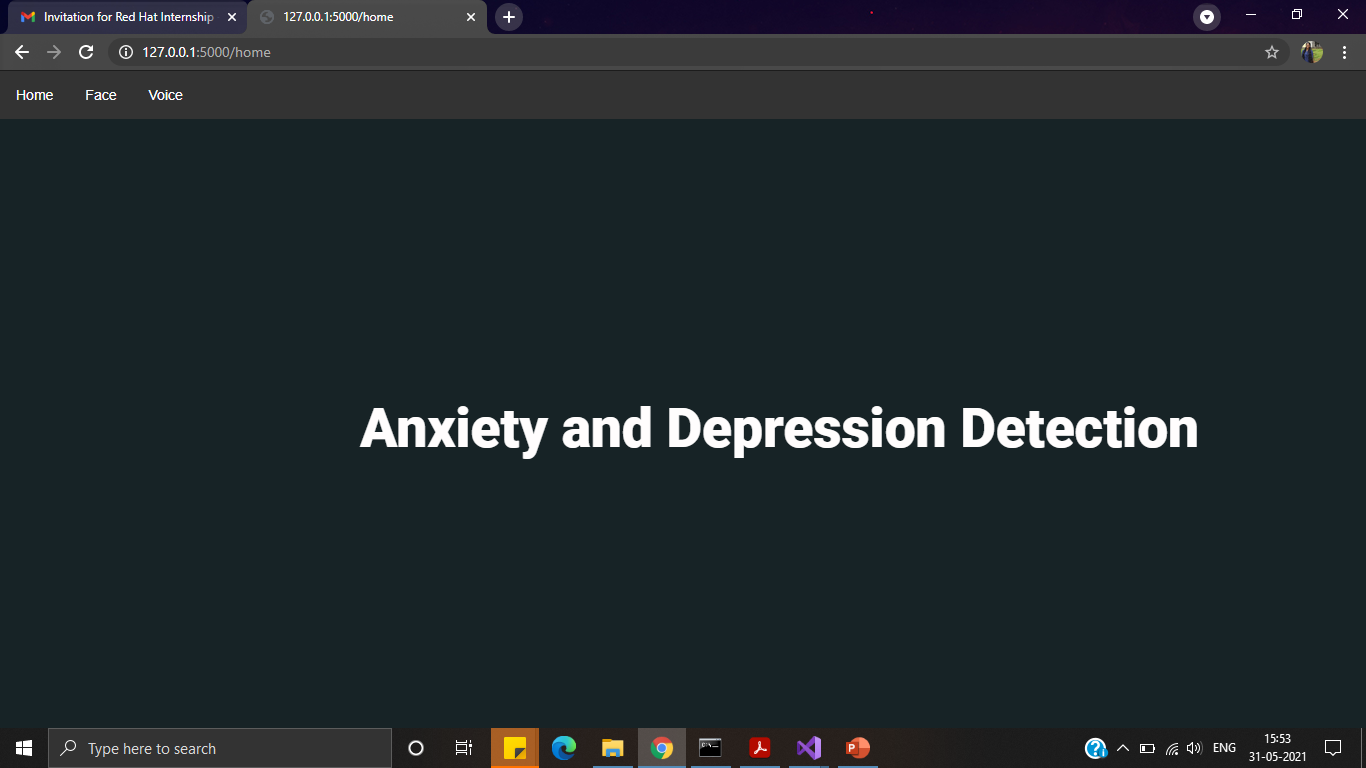 Invitation for Red Hat Internship
127.0.0.1:5000/home
127.0.0.1:5000/home
Home Face Voice
Anxiety and Depression Detection
Type here to search
ENG
15:53
31-05-2021